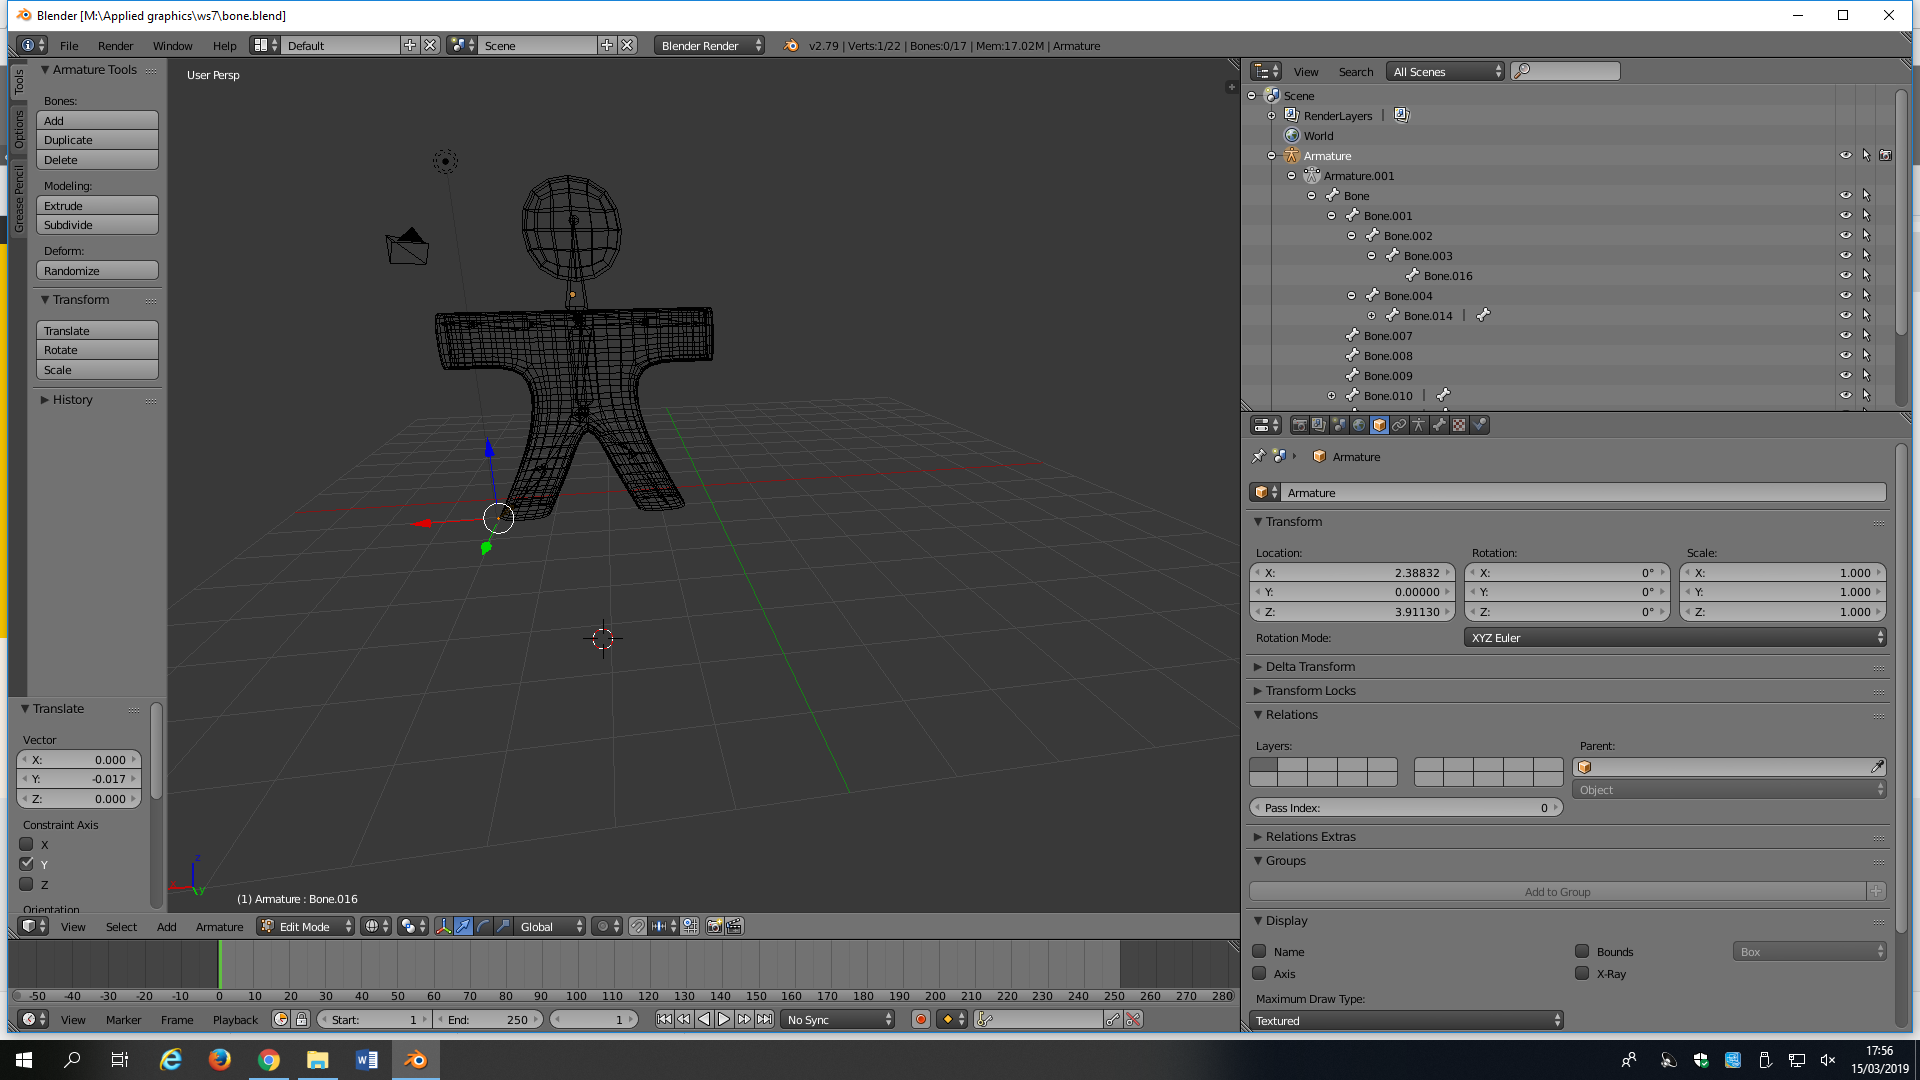 Blender [M:\Applied graphics\ws7\bone.blend]
File Render Window Help Default Scene Blender Render v2.79 | Verts:1/22 | Bones:0/17 | Mem:17.02M | Armature
Tools
Options
Grease Pencil
Armature Tools
Bones:
Add
Duplicate
Delete
Modeling:
Extrude
Subdivide
Deform:
Randomize
Transform
Translate
Rotate
Scale
History
Translate
Vector
X: 0.000
Y: -0.017
Z: 0.000
Constraint Axis
X
Y
Z
Orientation
User Persp
z
x
y
(1) Armature : Bone.016
View Select Add Armature Edit Mode Global
-50 -40 -30 -20 -10 0 10 20 30 40 50 60 70 80 90 100 110 120 130 140 150 160 170 180 190 200 210 220 230 240 250 260 270 280
View Marker Frame Playback Start: 1 End: 250 1 No Sync
View Search All Scenes
Scene
RenderLayers |
World
Armature
Armature.001
Bone
Bone.001
Bone.002
Bone.003
Bone.016
Bone.004
Bone.014 |
Bone.007
Bone.008
Bone.009
Bone.010 |
Armature
Armature
Transform
Location: Rotation: Scale:
X: 2.38832 X: 0° X: 1.000
Y: 0.00000 Y: 0° Y: 1.000
Z: 3.91130 Z: 0° Z: 1.000
Rotation Mode: XYZ Euler
Delta Transform
Transform Locks
Relations
Layers: Parent:
Object
Pass Index: 0
Relations Extras
Groups
Add to Group
Display
Name Bounds Box
Axis X-Ray
Maximum Draw Type:
Textured
17:56
15/03/2019